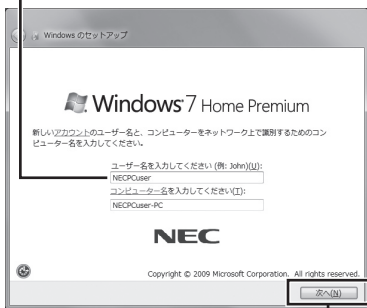 Windows のセットアップ
Windows 7 Home Premium
新しいアカウントのユーザー名と、コンピューターをネットワーク上で識別するためのコン
ピューター名を入力してください。
ユーザー名を入力してください (例: John)(U):
NECPCuser
コンピューター名を入力してください(T):
NECPCuser-PC
NEC
Copyright © 2009 Microsoft Corporation. All rights reserved.
次へ(N)